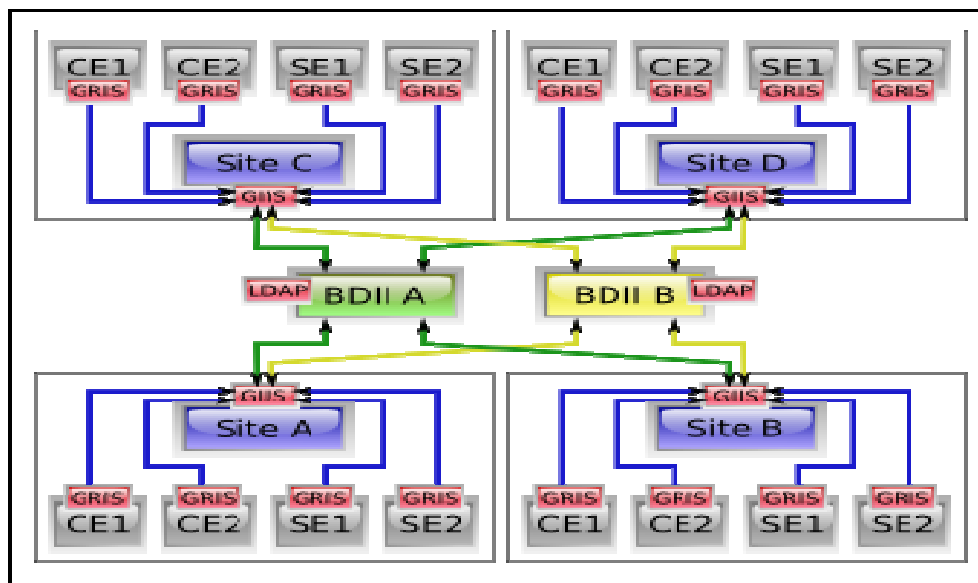 CE1 CE2 SE1 SE2 CE1 CE2 SE1 SE2
GRIS GRIS GRIS GRIS GRIS GRIS GRIS GRIS
Site C Site D
GIIS GIIS
LDAP BDII A BDII B LDAP
GIIS GIIS
Site A Site B
GRIS GRIS GRIS GRIS GRIS GRIS GRIS GRIS
CE1 CE2 SE1 SE2 CE1 CE2 SE1 SE2